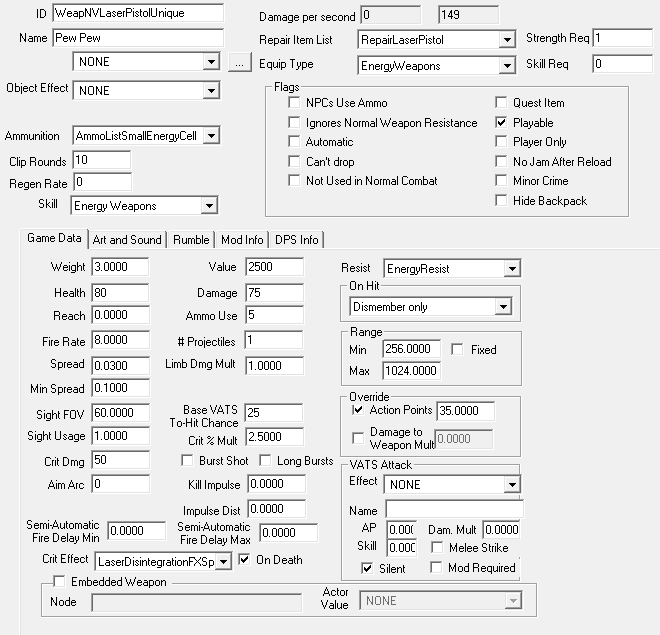 ID WeapNVLaserPistolUnique
Name Pew Pew
NONE ...
Object Effect NONE
Ammunition AmmoListSmallEnergyCell
Clip Rounds 10
Regen Rate 0
Skill Energy Weapons
Damage per second 0 149
Repair Item List RepairLaserPistol Strength Req 1
Equip Type EnergyWeapons Skill Req 0
Flags
NPCs Use Ammo Quest Item
Ignores Normal Weapon Resistance Playable
Automatic Player Only
Can't drop No Jam After Reload
Not Used in Normal Combat Minor Crime
Hide Backpack
Game Data Art and Sound Rumble Mod Info DPS Info
Weight 3.0000 Value 2500
Health 80 Damage 75
Reach 0.0000 Ammo Use 5
Fire Rate 8.0000 # Projectiles 1
Spread 0.0300 Limb Dmg Mult 1.0000
Min Spread 0.1000
Sight FOV 60.0000 Base VATS To-Hit Chance 25
Sight Usage 1.0000 Crit % Mult 2.5000
Crit Dmg 50 Burst Shot Long Bursts
Aim Arc 0 Kill Impulse 0.0000
Impulse Dist 0.0000
Semi-Automatic Fire Delay Min 0.0000 Semi-Automatic Fire Delay Max 0.0000
Crit Effect LaserDisintegrationFXSp On Death
Resist EnergyResist
On Hit
Dismember only
Range
Min 256.0000 Fixed
Max 1024.0000
Override
Action Points 35.0000
Damage to Weapon Mult 0.0000
VATS Attack
Effect NONE
Name
AP 0.00 Dam. Mult 0.0000
Skill 0.00 Melee Strike
Silent Mod Required
Embedded Weapon
Node Actor Value NONE